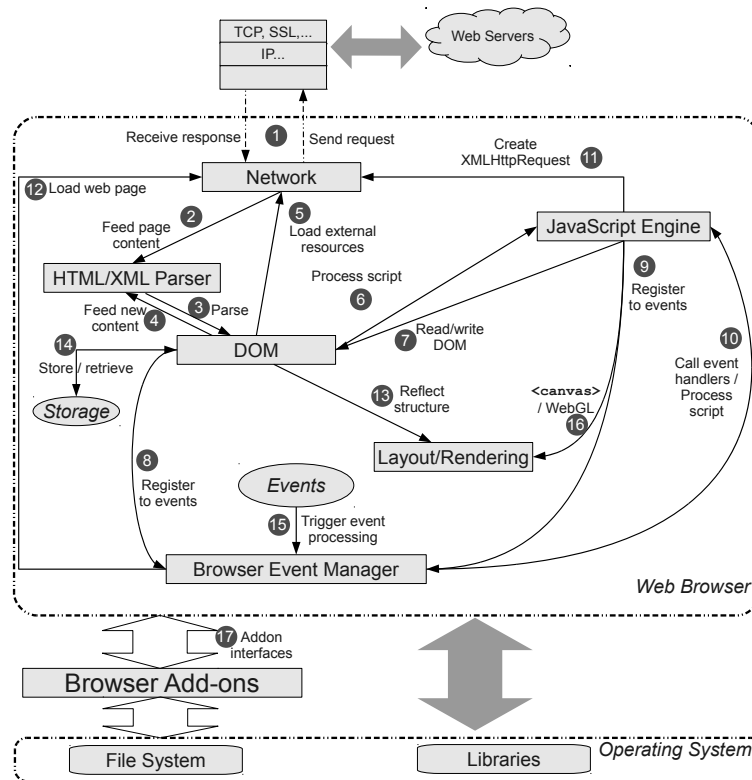 TCP, SSL,...
IP...
Web Servers
Receive response
1
Send request
Create
XMLHttpRequest
11
12
Load web page
Network
2
Feed page
content
5
Load external
resources
JavaScript Engine
HTML/XML Parser
Process script
6
9
Register
to events
Feed new
content
4
3
Parse
7
Read/write
DOM
10
Call event
handlers /
Process
script
14
Store / retrieve
DOM
Storage
13
Reflect
structure
<canvas>
/ WebGL
16
8
Register
to events
Layout/Rendering
Events
15
Trigger event
processing
Browser Event Manager
Web Browser
17
Addon
interfaces
Browser Add-ons
Operating System
File System
Libraries